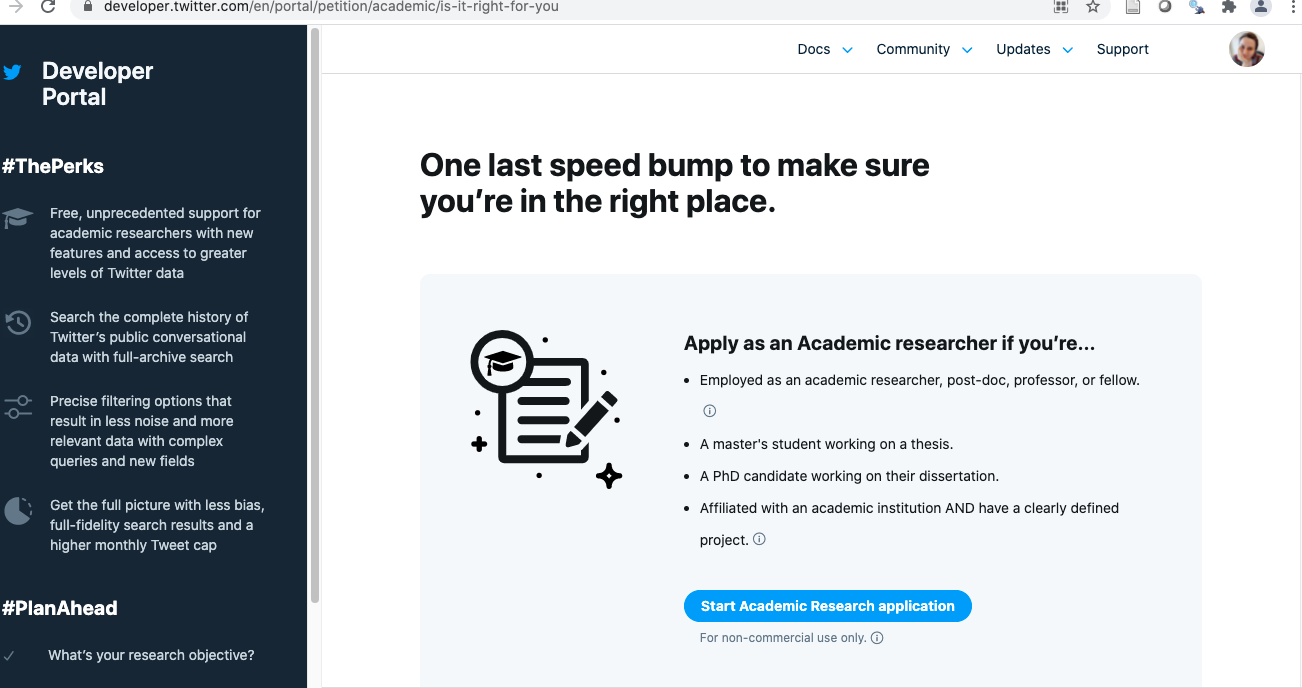 developer.twitter.com/en/portal/petition/academic/is-it-right-for-you
Docs Community Updates Support
Developer
Portal
#ThePerks
Free, unprecedented support for
academic researchers with new
features and access to greater
levels of Twitter data
Search the complete history of
Twitter's public conversational
data with full-archive search
Precise filtering options that
result in less noise and more
relevant data with complex
queries and new fields
Get the full picture with less bias,
full-fidelity search results and a
higher monthly Tweet cap
#PlanAhead
✓ What's your research objective?
One last speed bump to make sure
you're in the right place.
Apply as an Academic researcher if you're...
• Employed as an academic researcher, post-doc, professor, or fellow.
• A master's student working on a thesis.
• A PhD candidate working on their dissertation.
• Affiliated with an academic institution AND have a clearly defined
project.
Start Academic Research application
For non-commercial use only.